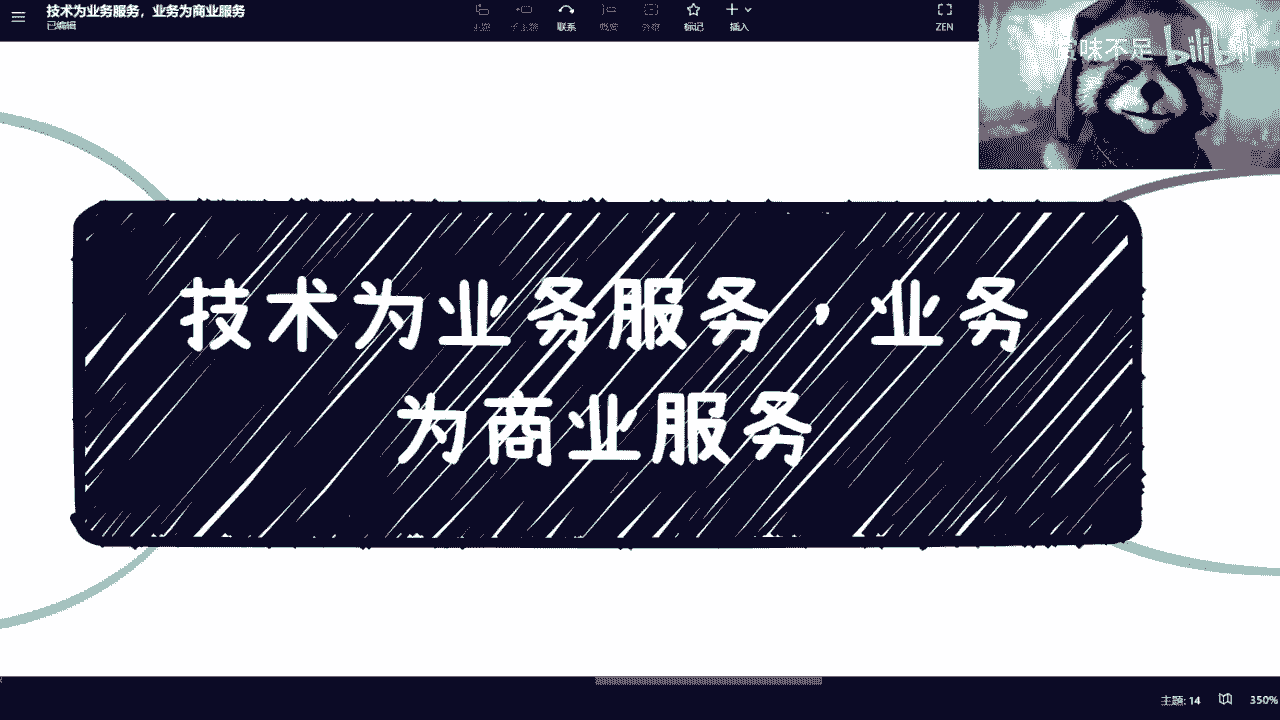 技术为业务服务，业务为商业服务
已编辑
主题
子主题
联系
概要
外框
标记
插入
ZEN
赏味不足 bilibili
技术为业务服务，业务
为商业服务
主题: 14
350%